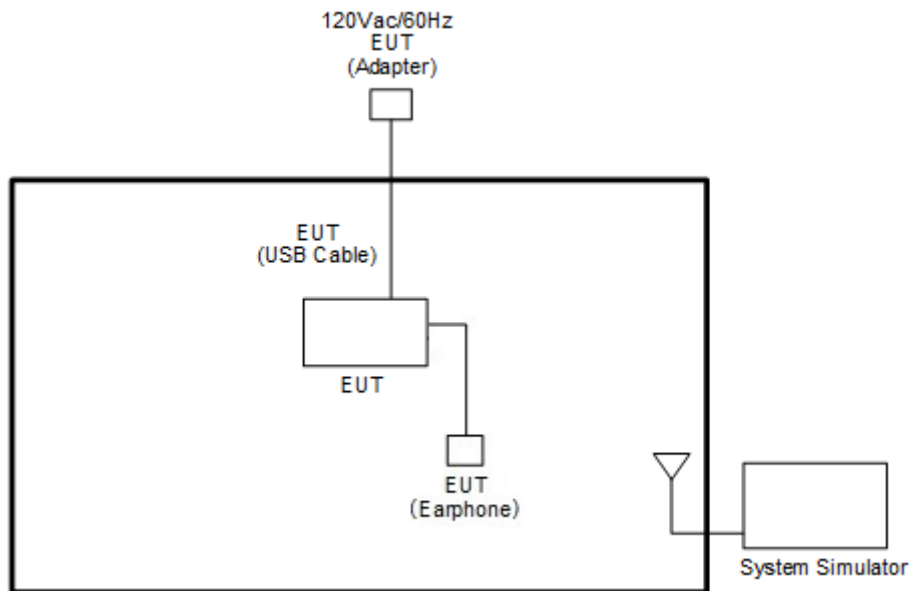 120Vac/60Hz
EUT
(Adapter)
EUT
(USB Cable)
EUT
EUT
(Earphone)
System Simulator